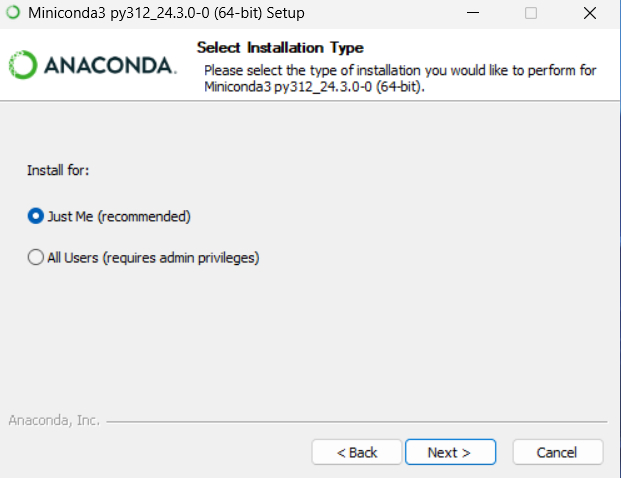 Miniconda3 py312_24.3.0-0 (64-bit) Setup
ANACONDA.
Select Installation Type
Please select the type of installation you would like to perform for
Miniconda3 py312_24.3.0-0 (64-bit).
Install for:
Just Me (recommended)
All Users (requires admin privileges)
Anaconda, Inc.
< Back
Next >
Cancel